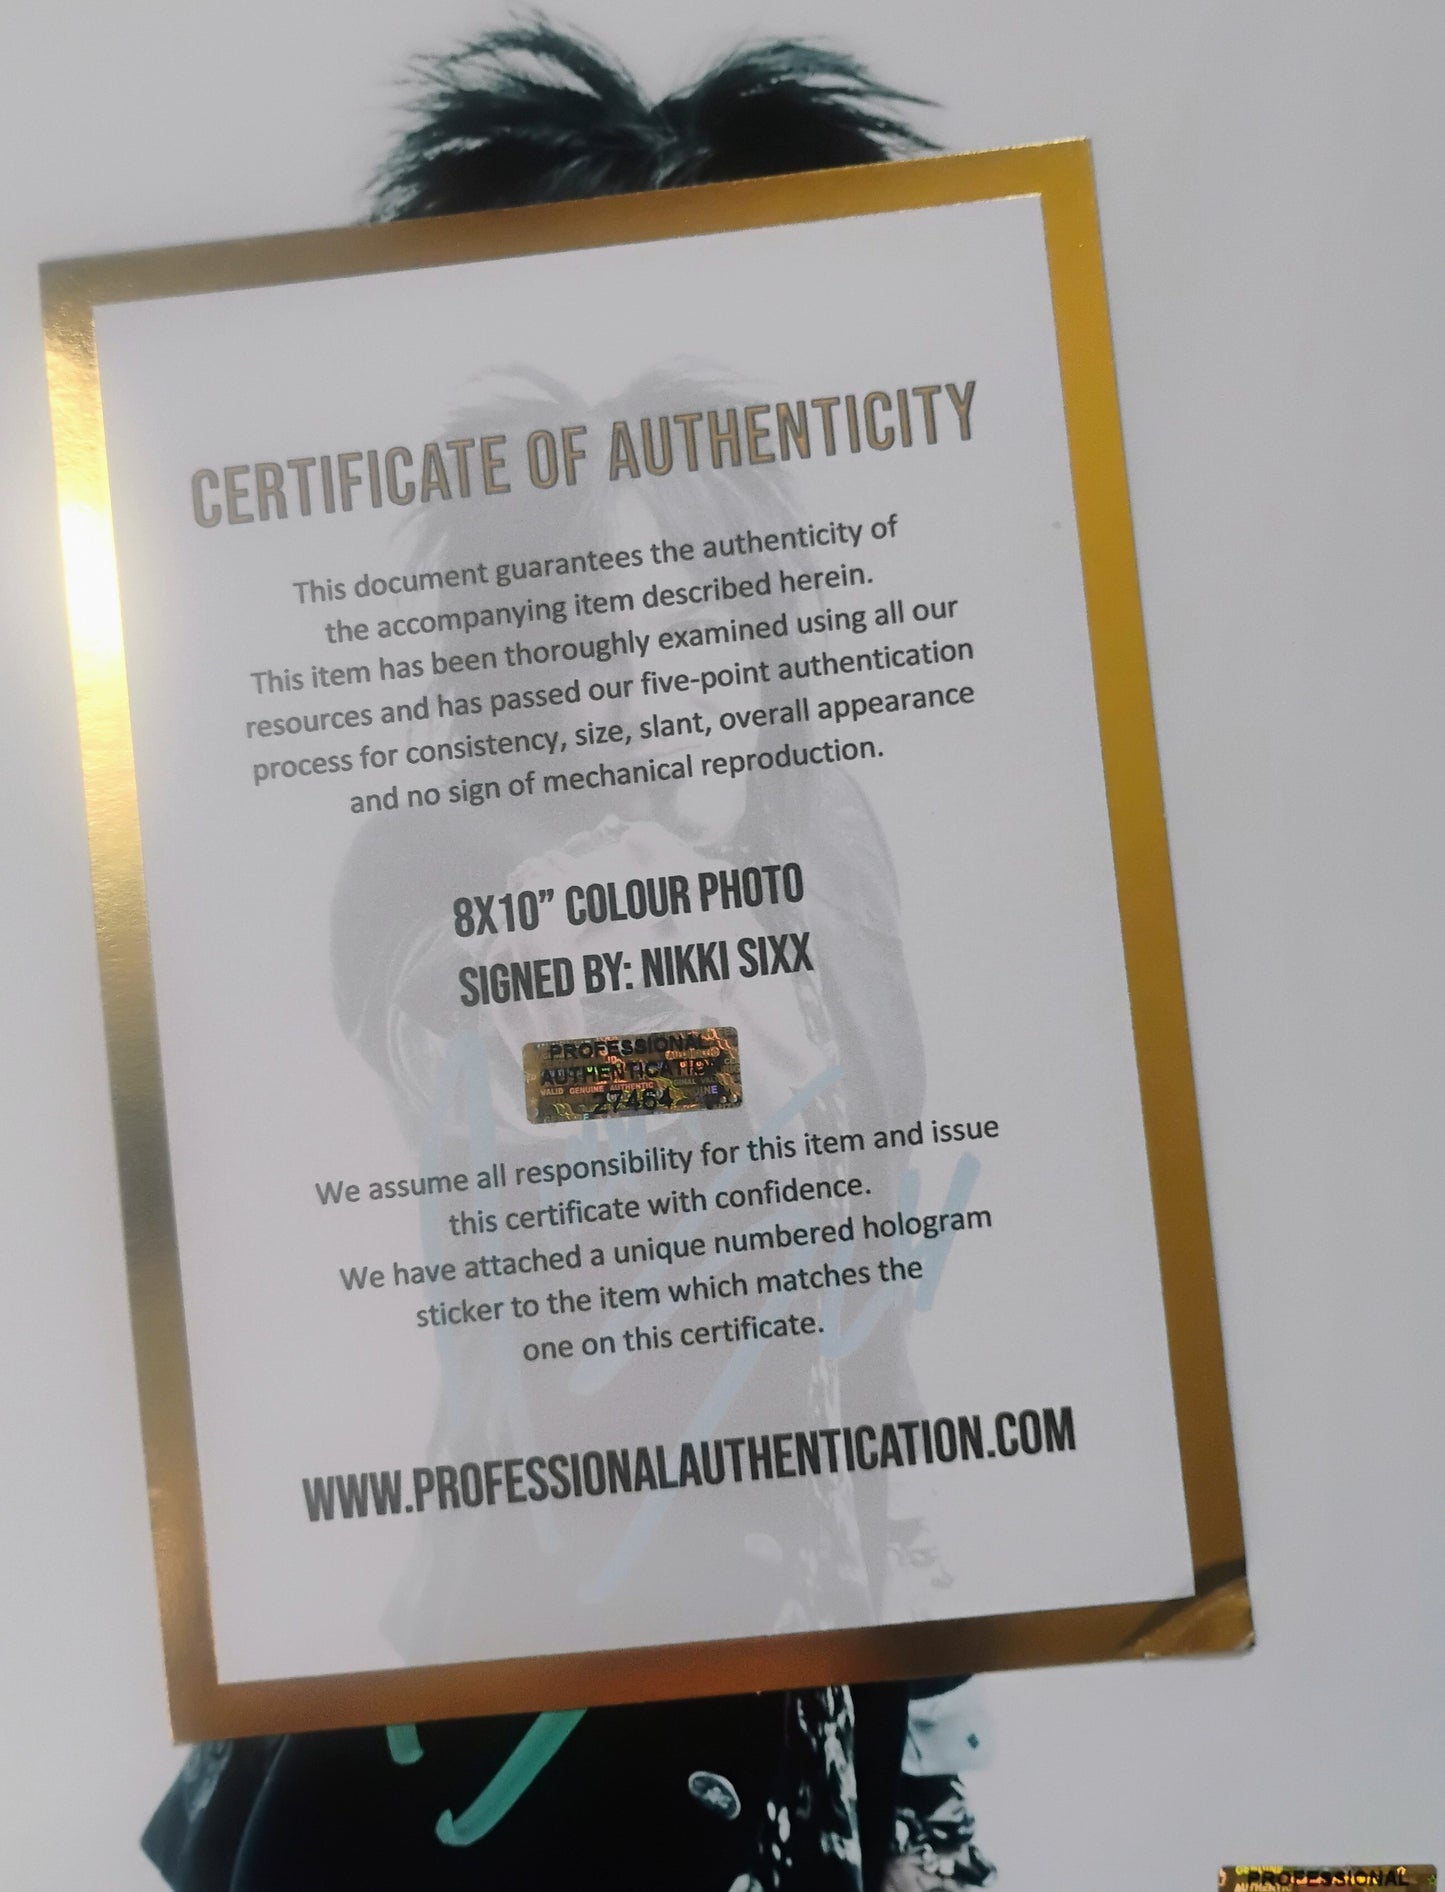 CERTIFICATE OF AUTHENTICITY
This document guarantees the authenticity of
the accompanying item described herein.
This item has been thoroughly examined using all our
resources and has passed our five-point authentication
process for consistency, size, slant, overall appearance
and no sign of mechanical reproduction.
8X10” COLOUR PHOTO
SIGNED BY: NIKKI SIXX
PROFESSIONAL
AUTHENTICATION
VALID GENUINE AUTHENTIC
27464
We assume all responsibility for this item and issue
this certificate with confidence.
We have attached a unique numbered hologram
sticker to the item which matches the
one on this certificate.
WWW.PROFESSIONALAUTHENTICATION.COM
PROFESSIONAL